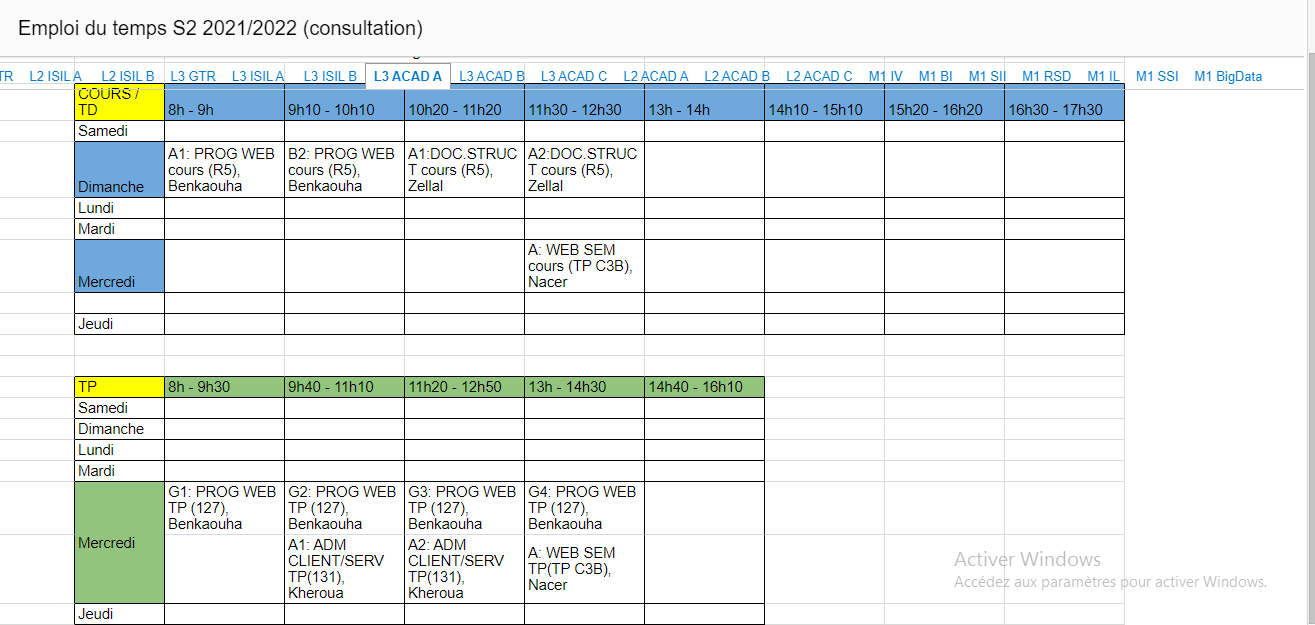 Emploi du temps S2 2021/2022 (consultation)
TR L2 ISIL A L2 ISIL B L3 GTR L3 ISIL A L3 ISIL B L3 ACAD A L3 ACAD B L3 ACAD C L2 ACAD A L2 ACAD B L2 ACAD C M1 IV M1 BI M1 SII M1 RSD M1 IL M1 SSI M1 BigData
COURS /
TD 8h - 9h 9h10 - 10h10 10h20 - 11h20 11h30 - 12h30 13h - 14h 14h10 - 15h10 15h20 - 16h20 16h30 - 17h30
Samedi
A1: PROG WEB B2: PROG WEB A1:DOC.STRUC A2:DOC.STRUC
cours (R5), cours (R5), T cours (R5), T cours (R5),
Dimanche Benkaouha Benkaouha Zellal Zellal
Lundi
Mardi
A: WEB SEM
cours (TP C3B),
Mercredi Nacer
Jeudi
TP 8h - 9h30 9h40 - 11h10 11h20 - 12h50 13h - 14h30 14h40 - 16h10
Samedi
Dimanche
Lundi
Mardi
G1: PROG WEB G2: PROG WEB G3: PROG WEB G4: PROG WEB
TP (127), TP (127), TP (127), TP (127),
Benkaouha Benkaouha Benkaouha Benkaouha
Mercredi
A1: ADM A2: ADM A: WEB SEM
CLIENT/SERV CLIENT/SERV TP(TP C3B),
TP(131), TP(131), Nacer
Kheroua Kheroua
Jeudi
Activer Windows
Accédez aux paramètres pour activer Windows.